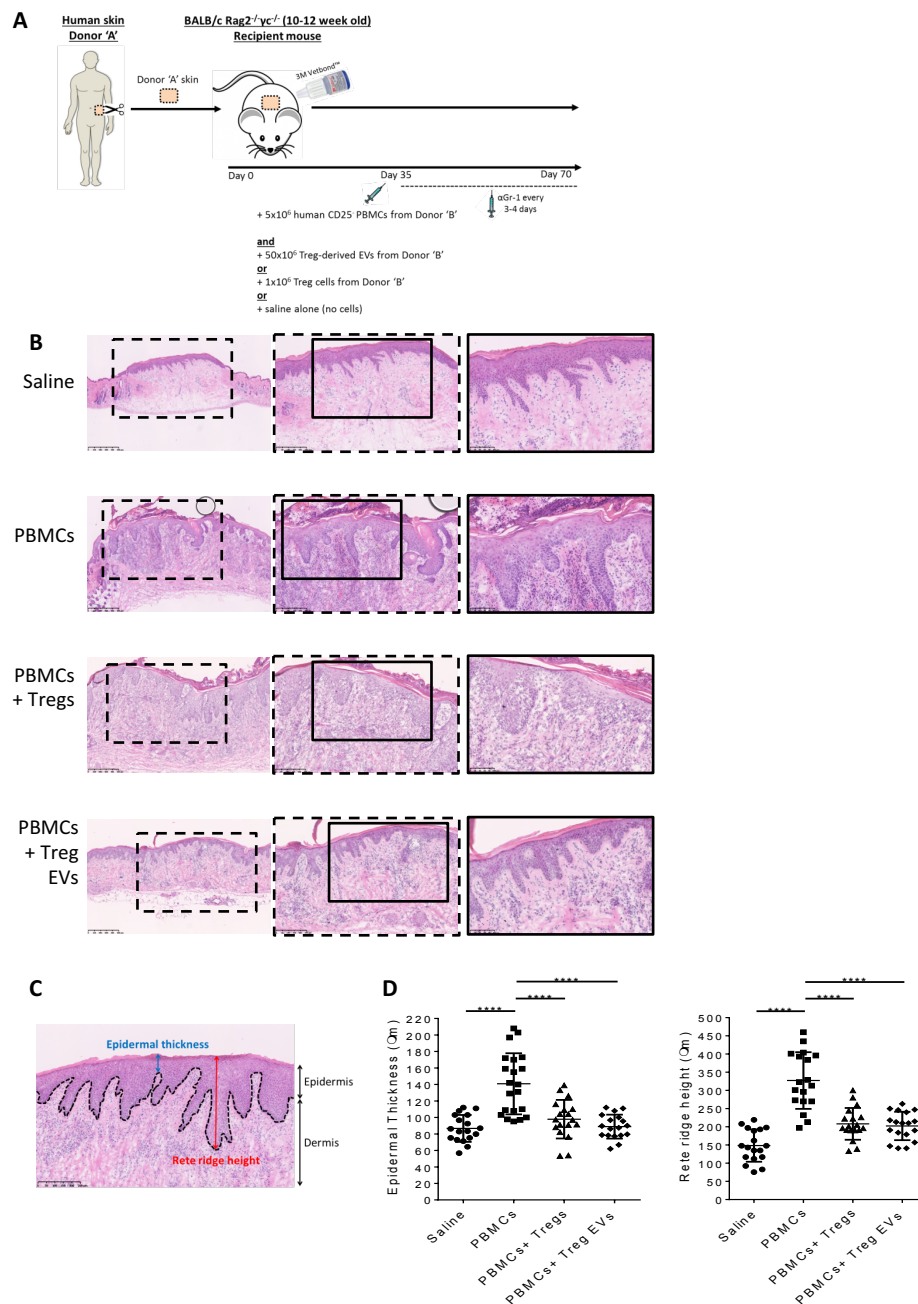 A
Human skin
Donor ‘A’
BALB/c Rag2-/-γc-/- (10-12 week old)
Recipient mouse
Donor ‘A’ skin
3M Vetbond™
Day 0
Day 35
Day 70
αGr-1 every
3-4 days
+ 5x10⁶ human CD25⁻ PBMCs from Donor ‘B’
and
+ 50x10⁶ Treg-derived EVs from Donor ‘B’
or
+ 1x10⁶ Treg cells from Donor ‘B’
or
+ saline alone (no cells)
B
Saline
PBMCs
PBMCs
+ Tregs
PBMCs
+ Treg
EVs
C
Epidermal thickness
Rete ridge height
Epidermis
Dermis
D
****
****
****
Epidermal Thickness (Ωm)
220
200
180
160
140
120
100
80
60
40
20
0
Saline
PBMCs
PBMCs+ Tregs
PBMCs+ Treg EVs
****
****
****
Rete ridge height (Ωm)
500
450
400
350
300
250
200
150
100
50
0
Saline
PBMCs
PBMCs+ Tregs
PBMCs+ Treg EVs